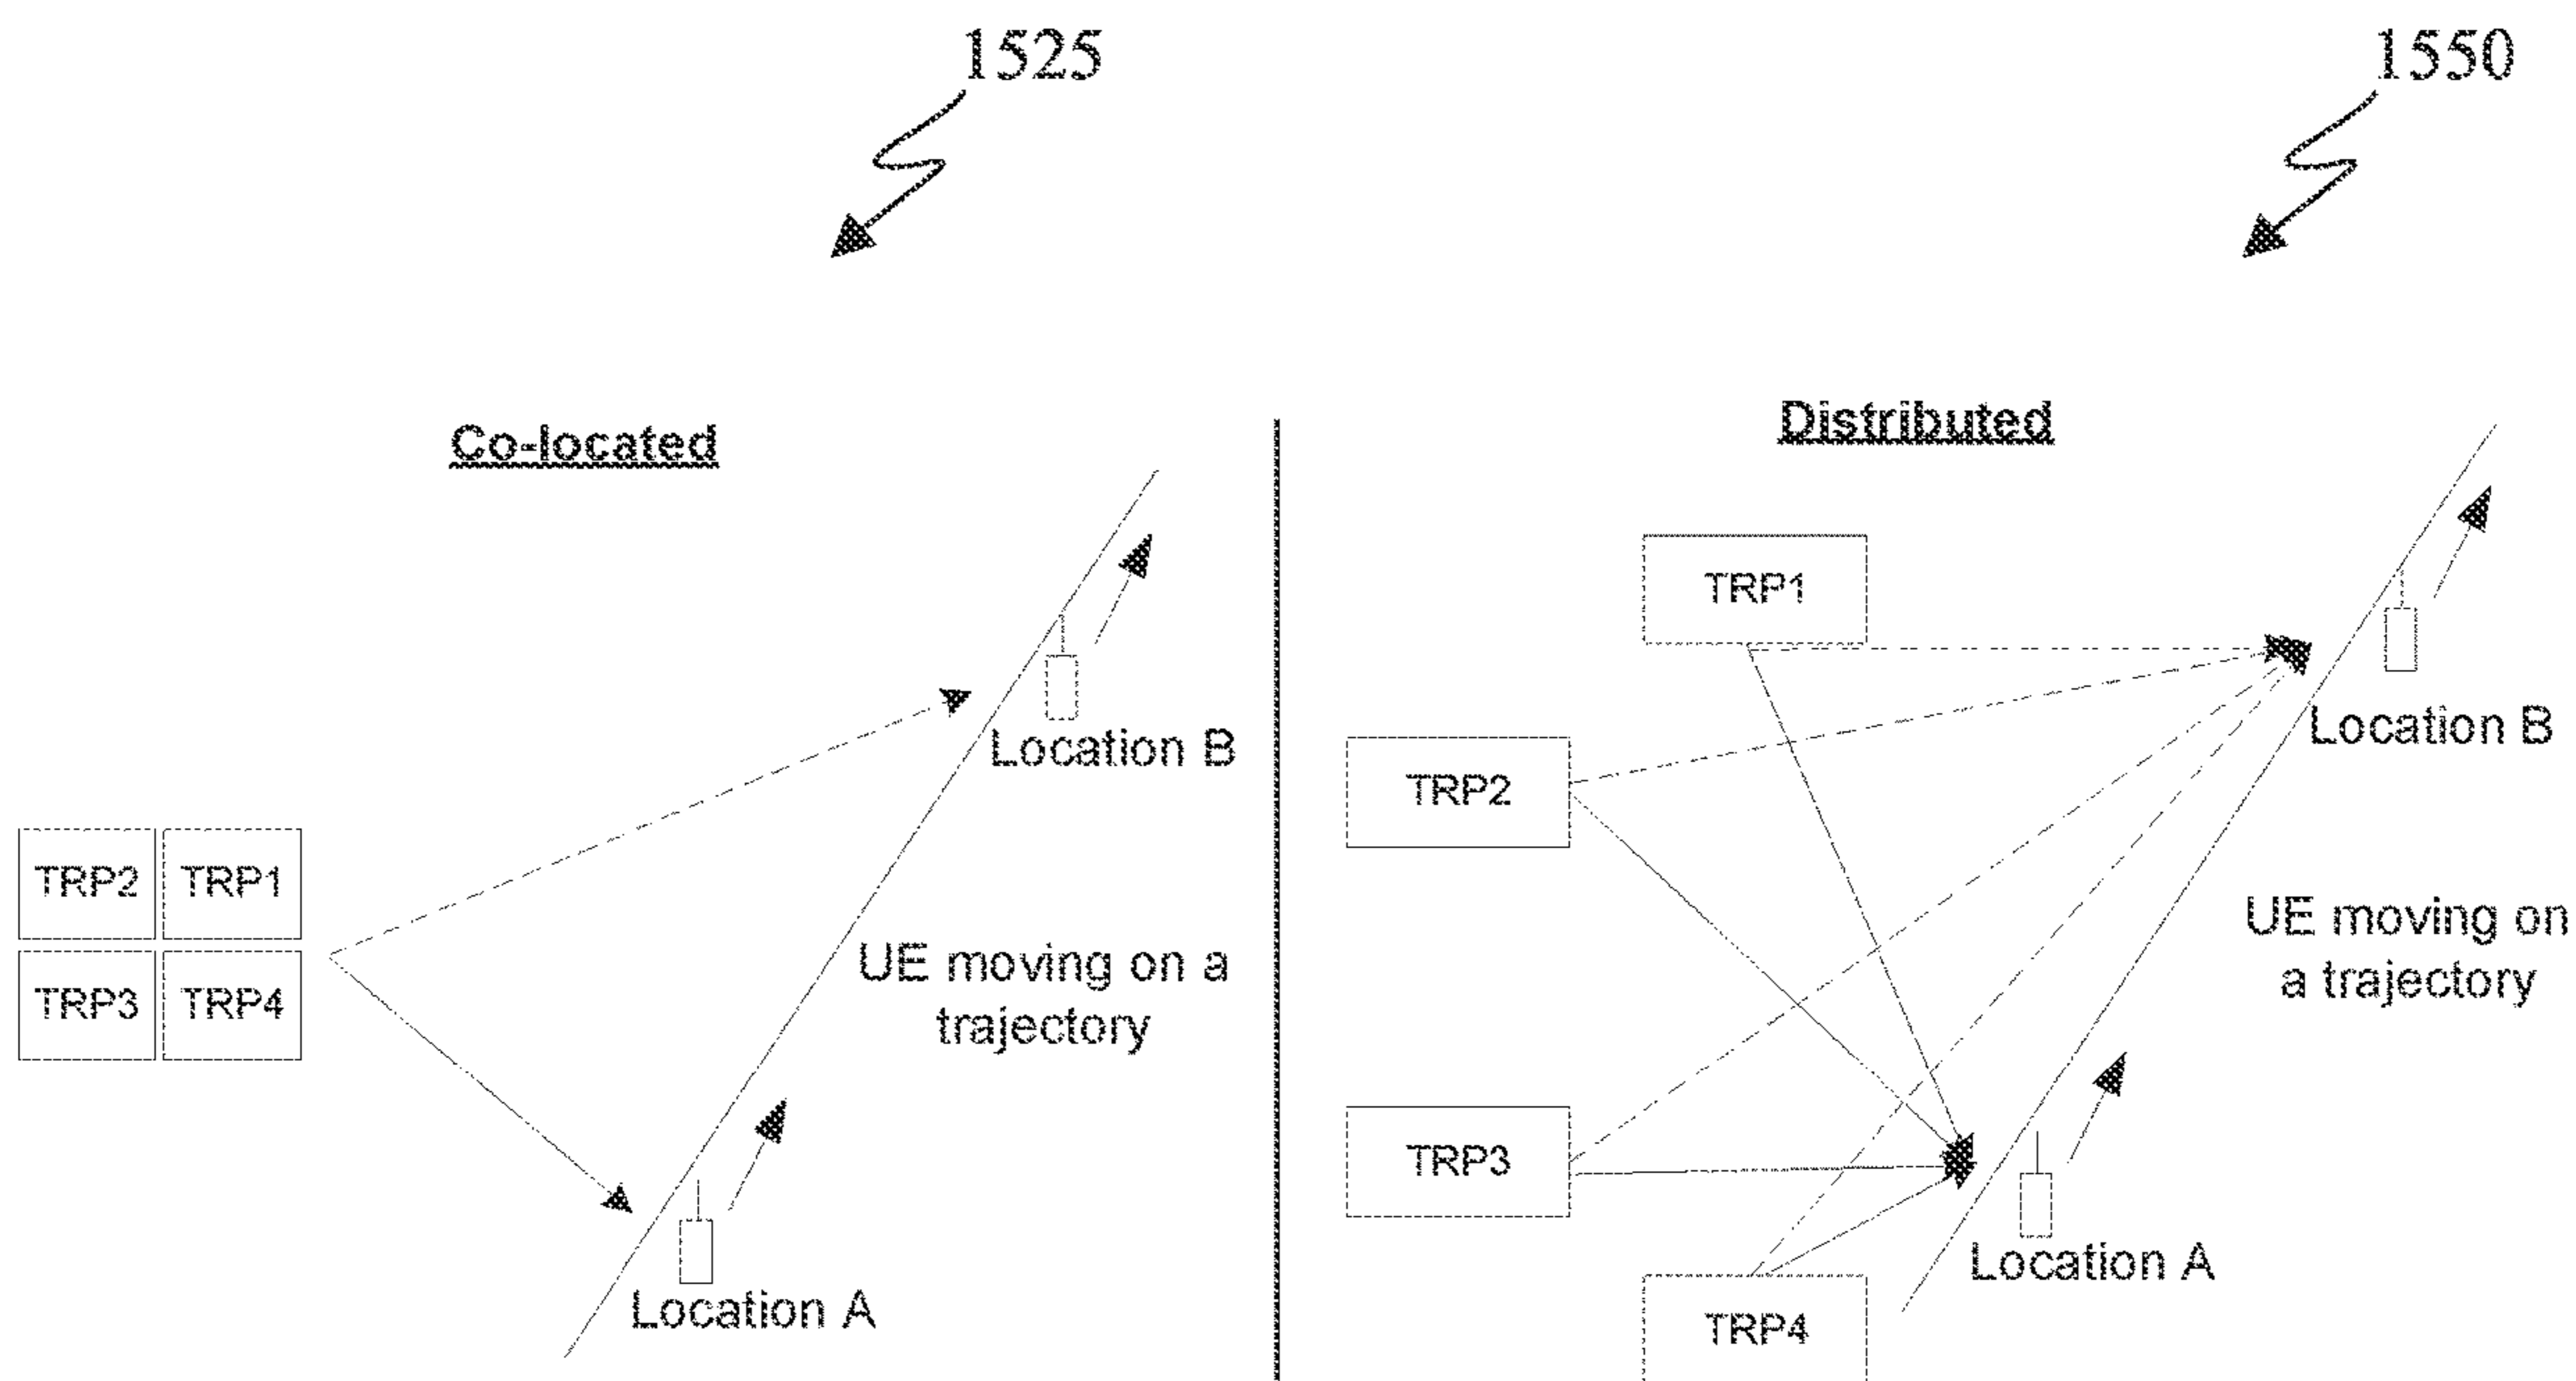 1525
1550
Co-located
Distributed
TRP1
Location B
Location B
TRP2
TRP2 TRP1
UE moving on a
trajectory
UE moving on
a trajectory
TRP3 TRP4
TRP3
Location A
Location A
TRP4